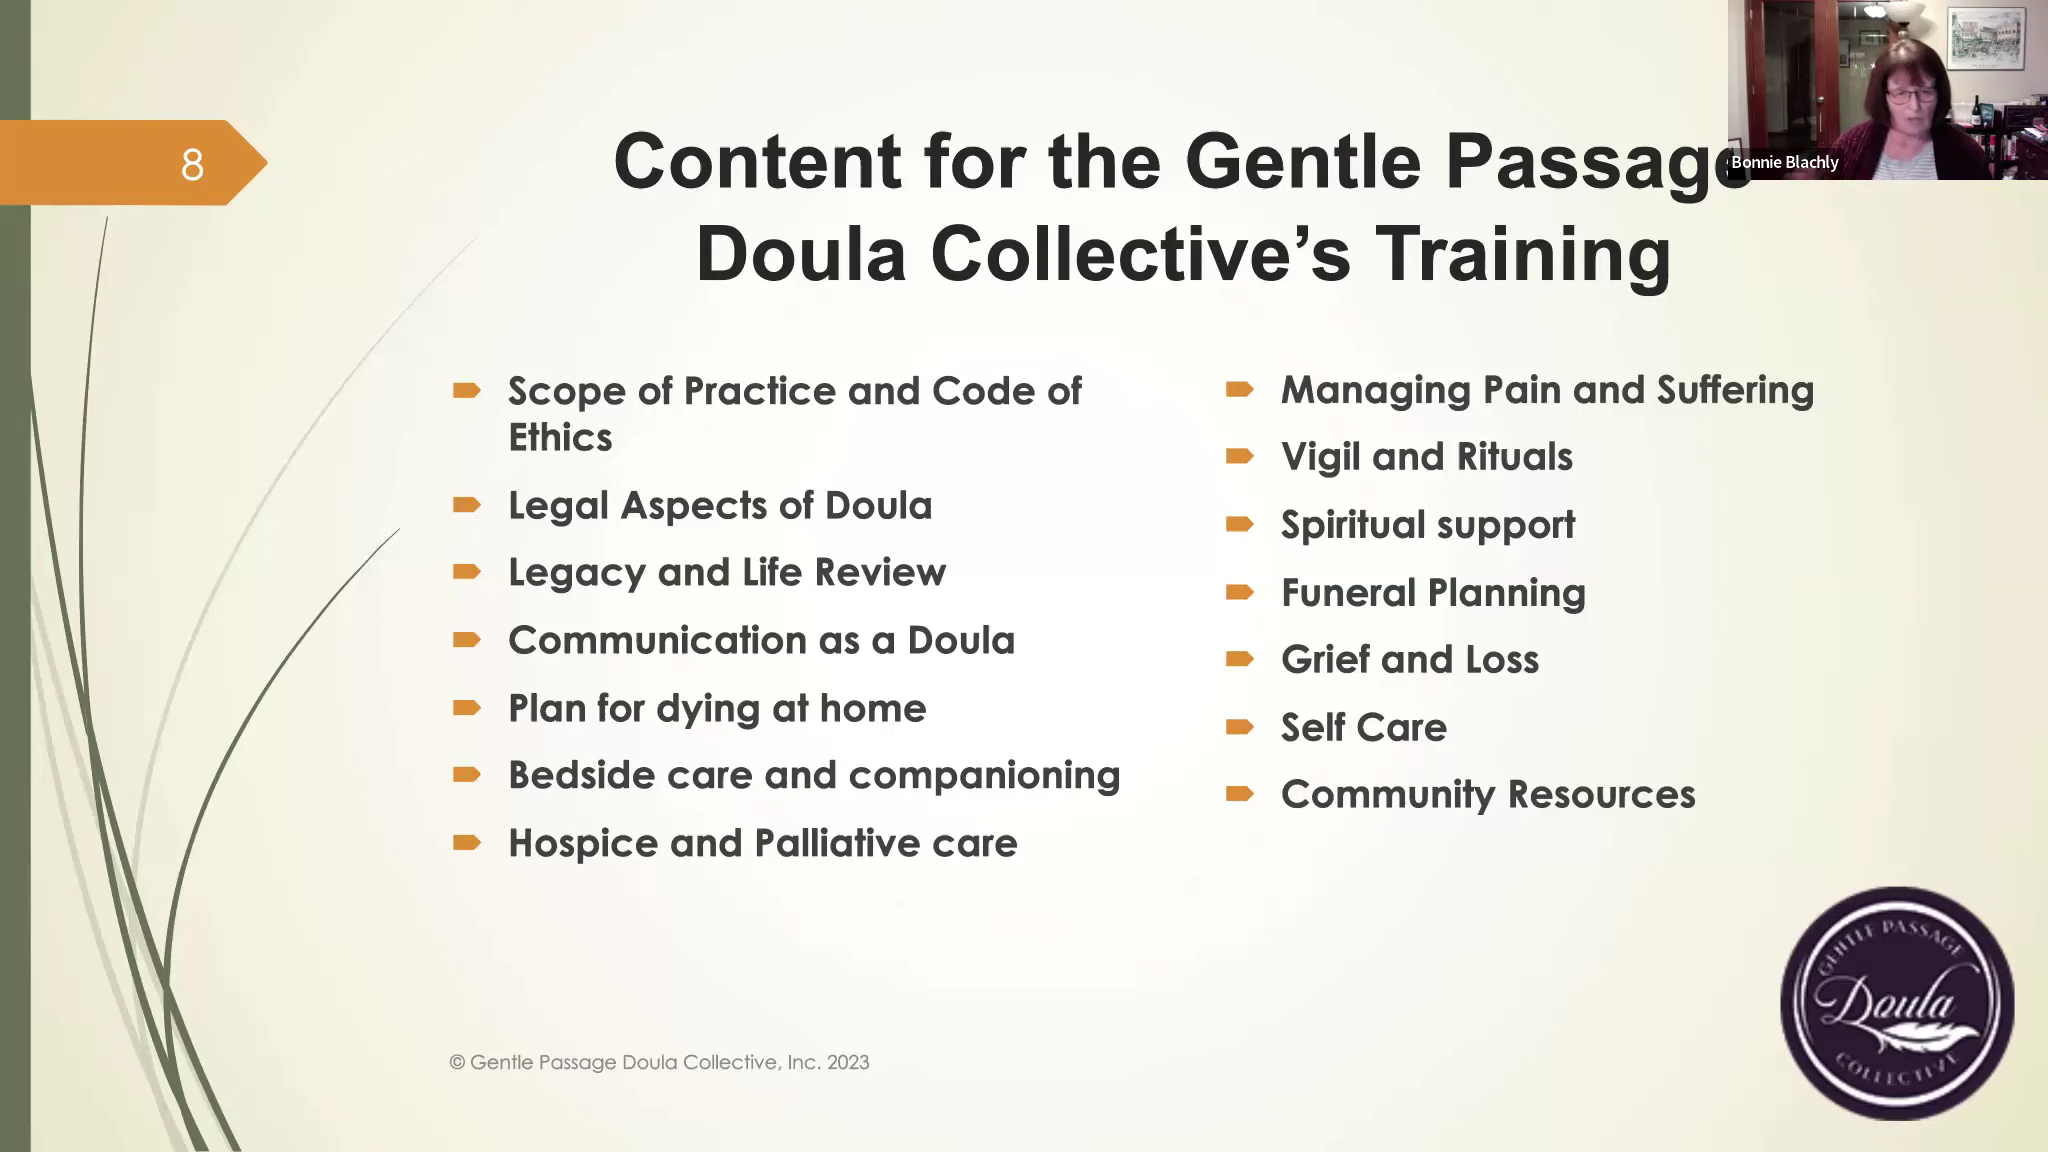 8
Content for the Gentle Passage
Doula Collective’s Training
Bonnie Blachly
Scope of Practice and Code of
Ethics
Legal Aspects of Doula
Legacy and Life Review
Communication as a Doula
Plan for dying at home
Bedside care and companioning
Hospice and Palliative care
Managing Pain and Suffering
Vigil and Rituals
Spiritual support
Funeral Planning
Grief and Loss
Self Care
Community Resources
© Gentle Passage Doula Collective, Inc. 2023
GENTLE PASSAGE
Doula
COLLECTIVE